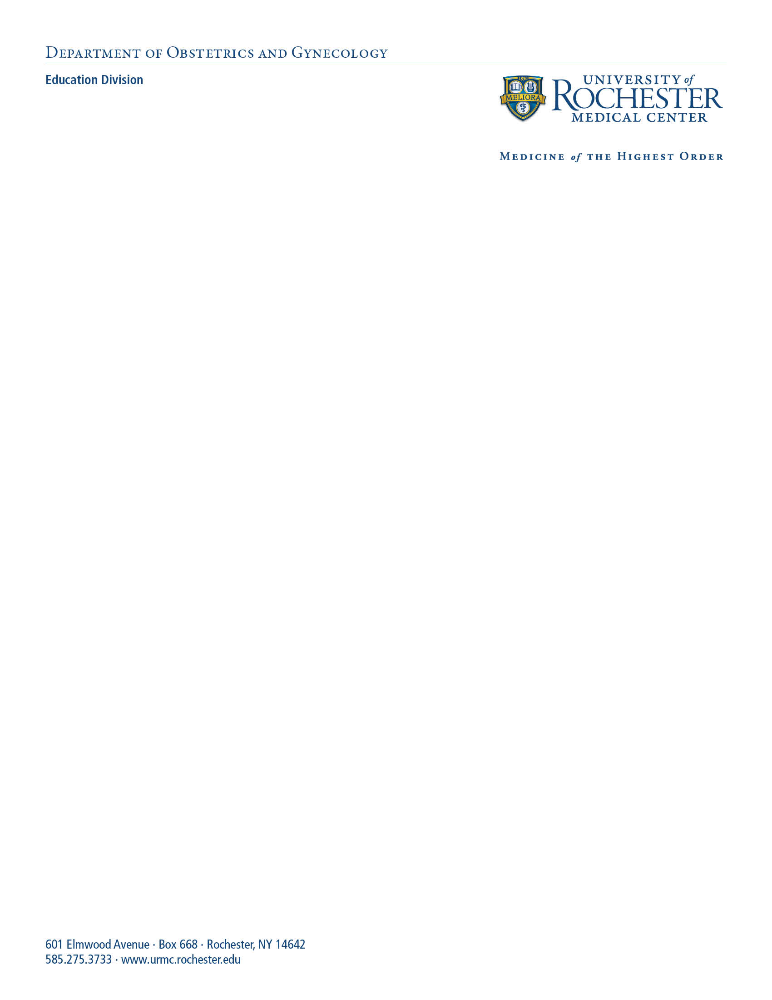 Department of Obstetrics and Gynecology
Education Division
1850
MELIORA
UNIVERSITY of
ROCHESTER
MEDICAL CENTER
Medicine of the Highest Order
601 Elmwood Avenue · Box 668 · Rochester, NY 14642
585.275.3733 · www.urmc.rochester.edu